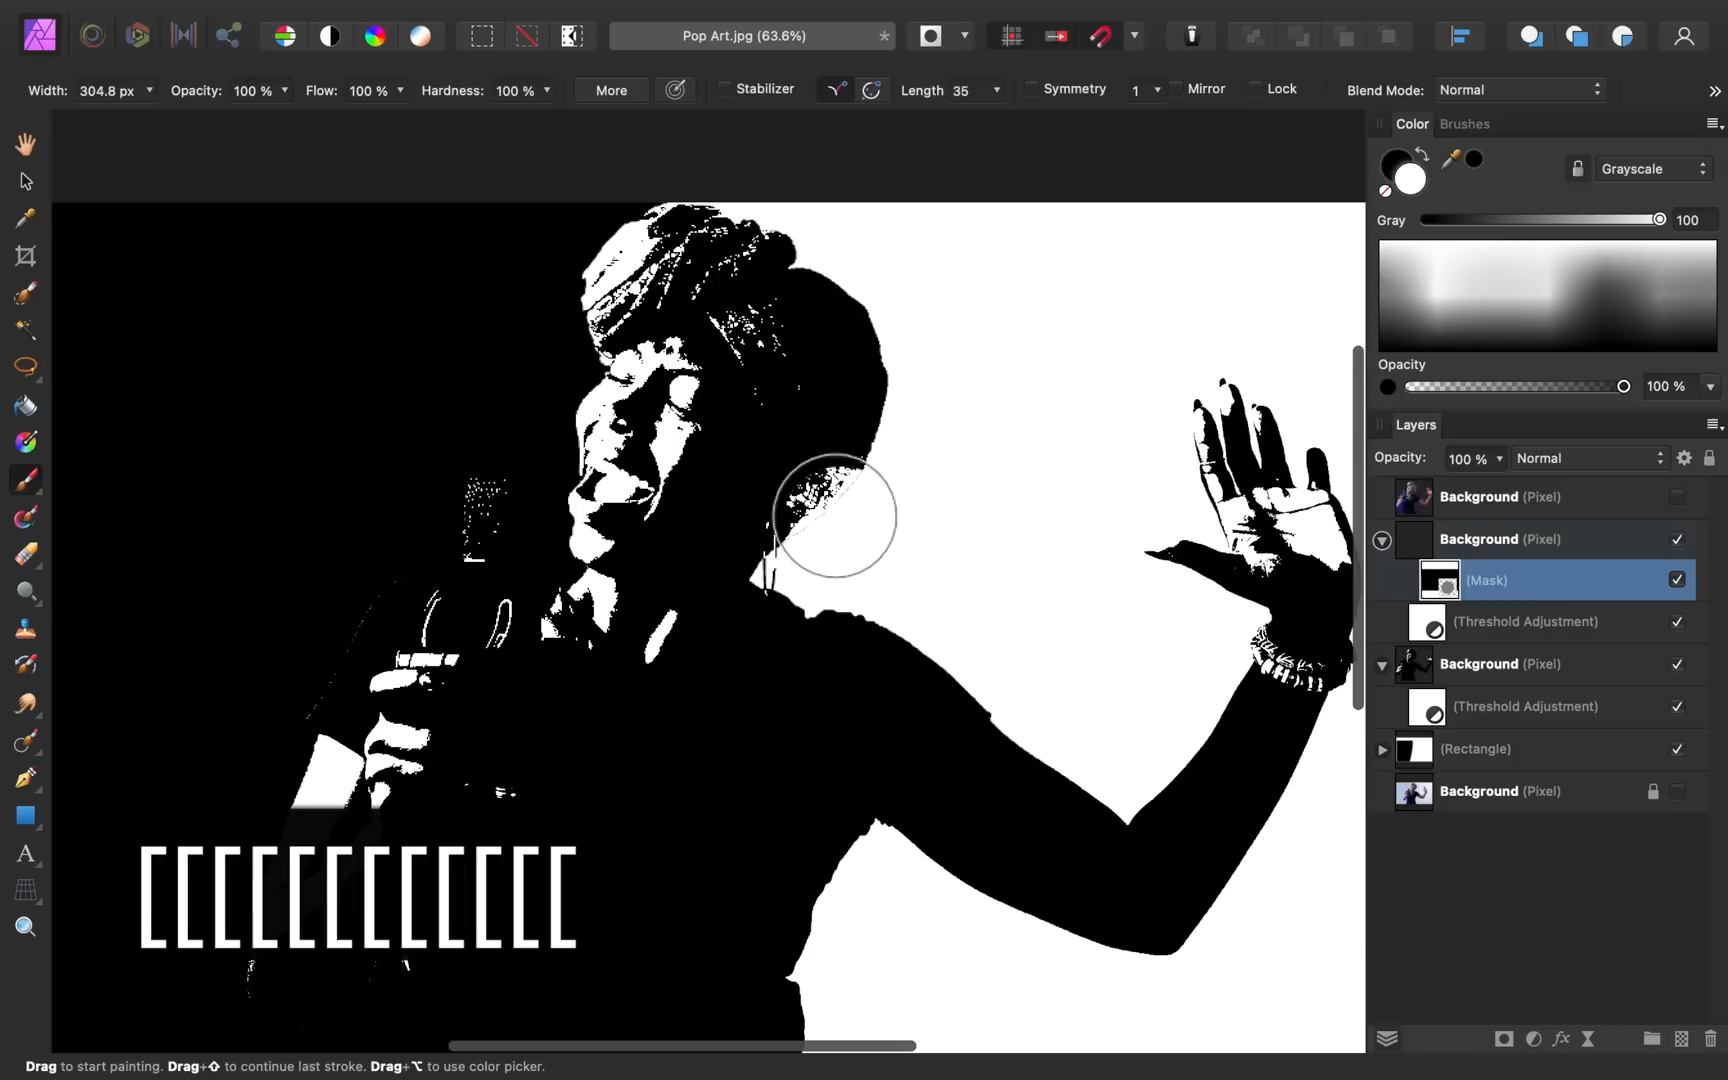 Pop Art.jpg (63.6%) *
Width: 304.8 px Opacity: 100 % Flow: 100 % Hardness: 100 % More Stabilizer Length 35 Symmetry 1 Mirror Lock Blend Mode: Normal »
Color Brushes
Grayscale
Gray 100
Opacity
100 %
Layers
Opacity: 100 % Normal
Background (Pixel)
Background (Pixel)
(Mask)
(Threshold Adjustment)
Background (Pixel)
(Threshold Adjustment)
(Rectangle)
Background (Pixel)
A
fx
[[[[[[[[[[[[
Drag to start painting. Drag+⇧ to continue last stroke. Drag+⌥ to use color picker.